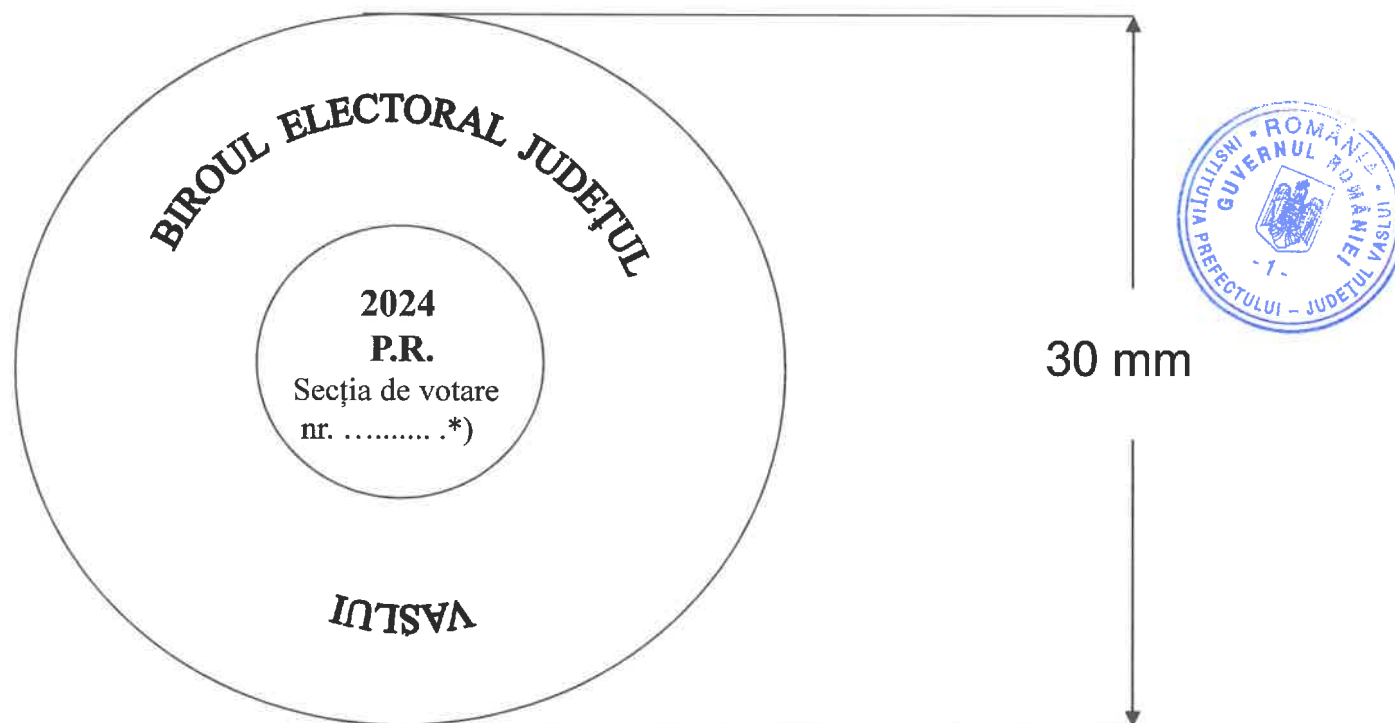 BIROUL ELECTORAL JUDEȚUL
2024
P.R.
Secția de votare
nr. ............*)
VASLUI
30 mm
• ROMÂNIA •
INSTITUȚIA PREFECTULUI – JUDEȚUL VASLUI
GUVERNUL ROMÂNIEI
- 1 -